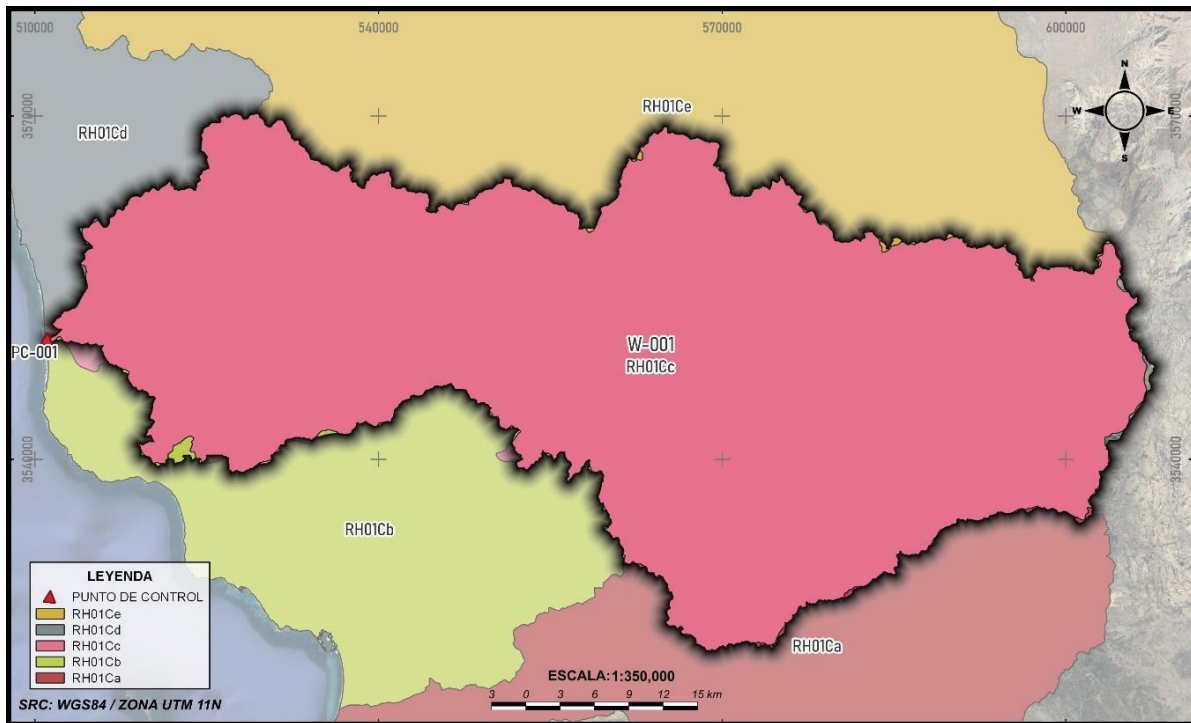 510000
540000
570000
600000
N
W
E
S
3570000
3570000
RH01Ce
RH01Cd
W-001
RH01Cc
PC-001
3540000
3540000
RH01Cb
RH01Ca
LEYENDA
PUNTO DE CONTROL
RH01Ce
RH01Cd
RH01Cc
RH01Cb
RH01Ca
SRC: WGS84 / ZONA UTM 11N
ESCALA:1:350,000
3 0 3 6 9 12 15 km